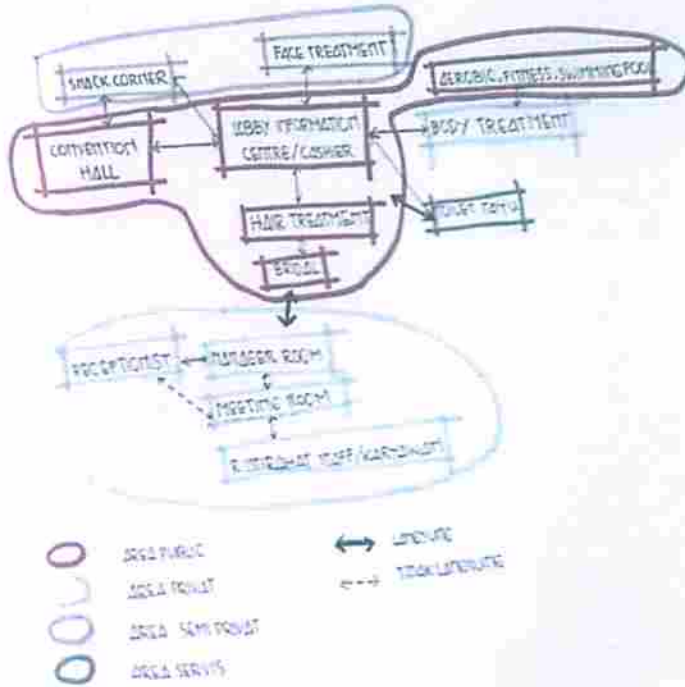 FACE TREATMENT
SNACK CORNER
AEROBIC, FITNESS, SWIMMING POO
LOBBY INFORMATION
CENTRE/CASHIER
BODY TREATMENT
CONVENTION
HALL
TOILET TAMU
HAIR TREATMENT
BRIDAL
RECEPTIONIST
MANAGER ROOM
MEETING ROOM
R. ISTIRAHAT STAFF/KARYAWAN
AREA PUBLIC
AREA PRIVAT
AREA SEMI PRIVAT
AREA SERVIS
LANGSUNG
TIDAK LANGSUNG